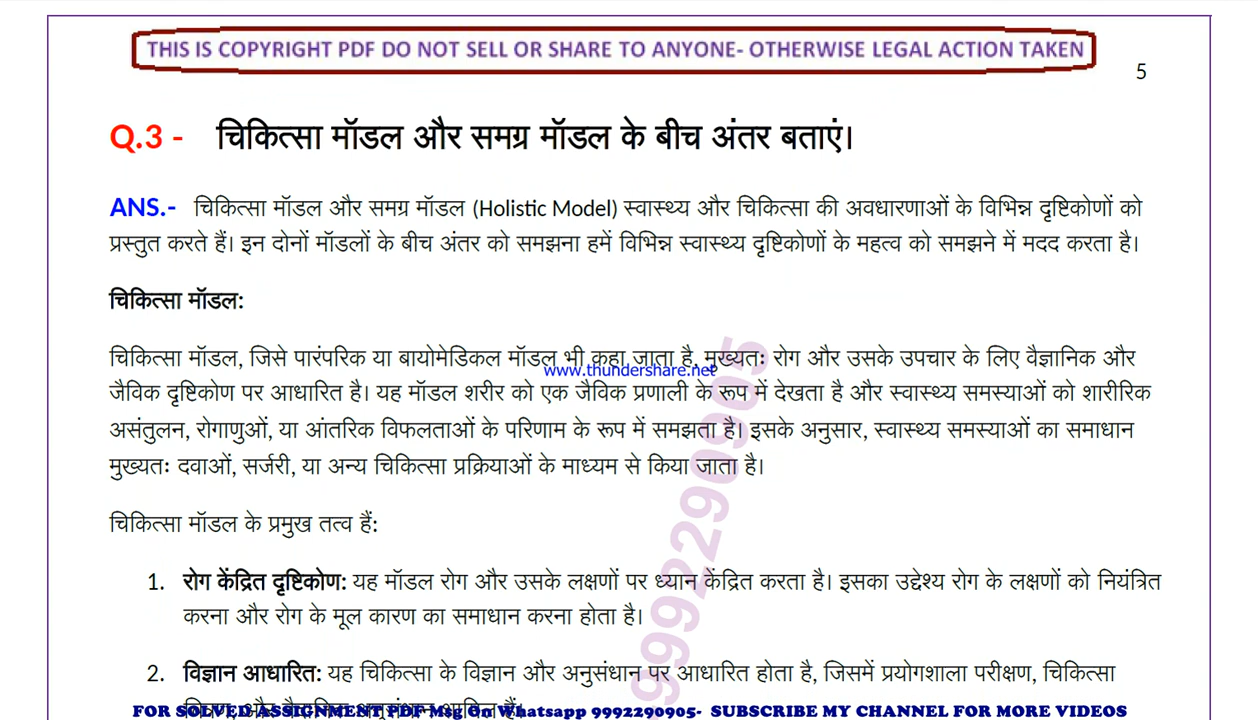 THIS IS COPYRIGHT PDF DO NOT SELL OR SHARE TO ANYONE- OTHERWISE LEGAL ACTION TAKEN
5
Q.3 - चिकित्सा मॉडल और समग्र मॉडल के बीच अंतर बताएं।
ANS.- चिकित्सा मॉडल और समग्र मॉडल (Holistic Model) स्वास्थ्य और चिकित्सा की अवधारणाओं के विभिन्न दृष्टिकोणों को
प्रस्तुत करते हैं। इन दोनों मॉडलों के बीच अंतर को समझना हमें विभिन्न स्वास्थ्य दृष्टिकोणों के महत्व को समझने में मदद करता है।
चिकित्सा मॉडल:
चिकित्सा मॉडल, जिसे पारंपरिक या बायोमेडिकल मॉडल भी कहा जाता है, मुख्यतः रोग और उसके उपचार के लिए वैज्ञानिक और
www.thundershare.net
जैविक दृष्टिकोण पर आधारित है। यह मॉडल शरीर को एक जैविक प्रणाली के रूप में देखता है और स्वास्थ्य समस्याओं को शारीरिक
असंतुलन, रोगाणुओं, या आंतरिक विफलताओं के परिणाम के रूप में समझता है। इसके अनुसार, स्वास्थ्य समस्याओं का समाधान
मुख्यतः दवाओं, सर्जरी, या अन्य चिकित्सा प्रक्रियाओं के माध्यम से किया जाता है।
चिकित्सा मॉडल के प्रमुख तत्व हैं:
1. रोग केंद्रित दृष्टिकोण: यह मॉडल रोग और उसके लक्षणों पर ध्यान केंद्रित करता है। इसका उद्देश्य रोग के लक्षणों को नियंत्रित
करना और रोग के मूल कारण का समाधान करना होता है।
2. विज्ञान आधारित: यह चिकित्सा के विज्ञान और अनुसंधान पर आधारित होता है, जिसमें प्रयोगशाला परीक्षण, चिकित्सा
9992290905
FOR SOLVED ASSIGNMENT PDF Msg On Whatsapp 9992290905- SUBSCRIBE MY CHANNEL FOR MORE VIDEOS